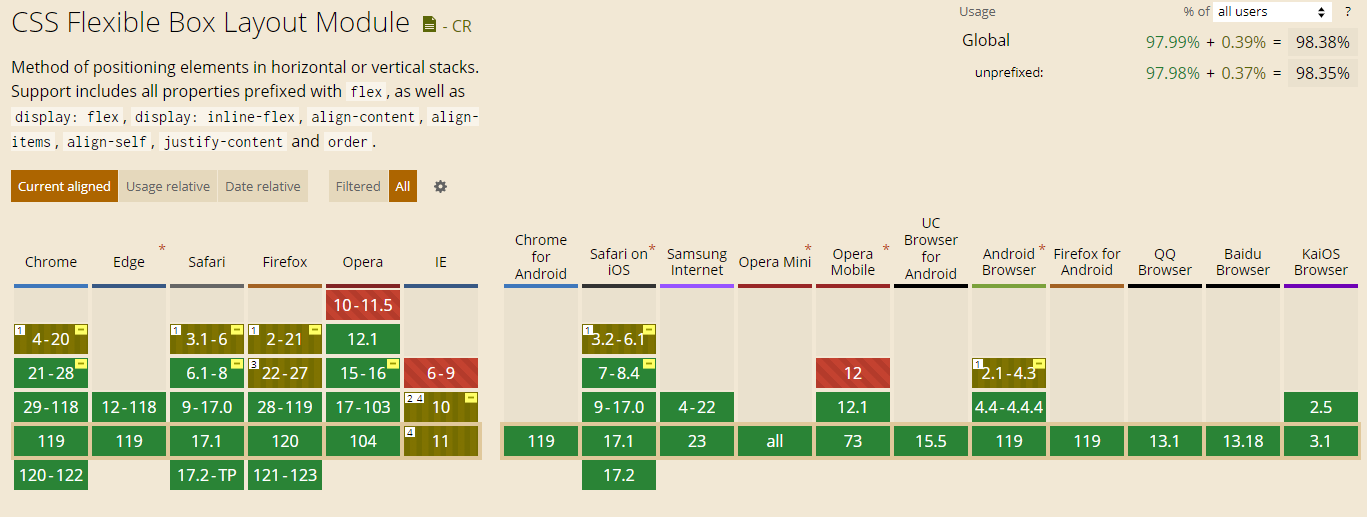 CSS Flexible Box Layout Module - CR
Usage % of all users ?
Global 97.99% + 0.39% = 98.38%
unprefixed: 97.98% + 0.37% = 98.35%
Method of positioning elements in horizontal or vertical stacks.
Support includes all properties prefixed with flex, as well as
display: flex, display: inline-flex, align-content, align-
items, align-self, justify-content and order.
Current aligned Usage relative Date relative Filtered All
Chrome Edge * Safari Firefox Opera IE
10-11.5
1 4-20 1 3.1-6 1 2-21 12.1
21-28 6.1-8 3 22-27 15-16 6-9
29-118 12-118 9-17.0 28-119 17-103 2 4 10
119 119 17.1 120 104 4 11
120-122 17.2-TP 121-123
Chrome for Android Safari on iOS * Samsung Internet Opera Mini * Opera Mobile * UC Browser for Android Android Browser * Firefox for Android QQ Browser Baidu Browser KaiOS Browser
1 3.2-6.1
7-8.4 12 1 2.1-4.3
9-17.0 4-22 12.1 4.4-4.4.4 2.5
119 17.1 23 all 73 15.5 119 119 13.1 13.18 3.1
17.2